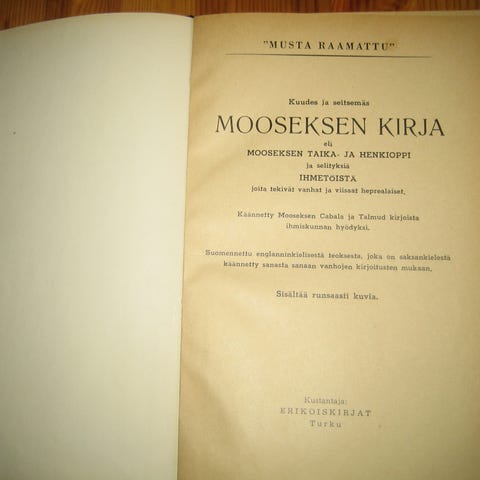 "MUSTA RAAMATTU"
Kuudes ja seitsemäs
MOOSEKSEN KIRJA
eli
MOOSEKSEN TAIKA- JA HENKIOPPI
ja selityksiä
IHMETÖISTÄ
joita tekivät vanhat ja viisaat heprealaiset.
Käännetty Mooseksen Cabala ja Talmud kirjoista
ihmiskunnan hyödyksi.
Suomennettu englanninkielisestä teoksesta, joka on saksankielestä
käännetty sanasta sanaan vanhojen kirjoitusten mukaan.
Sisältää runsaasti kuvia.
Kustantaja:
ERIKOISKIRJAT
Turku